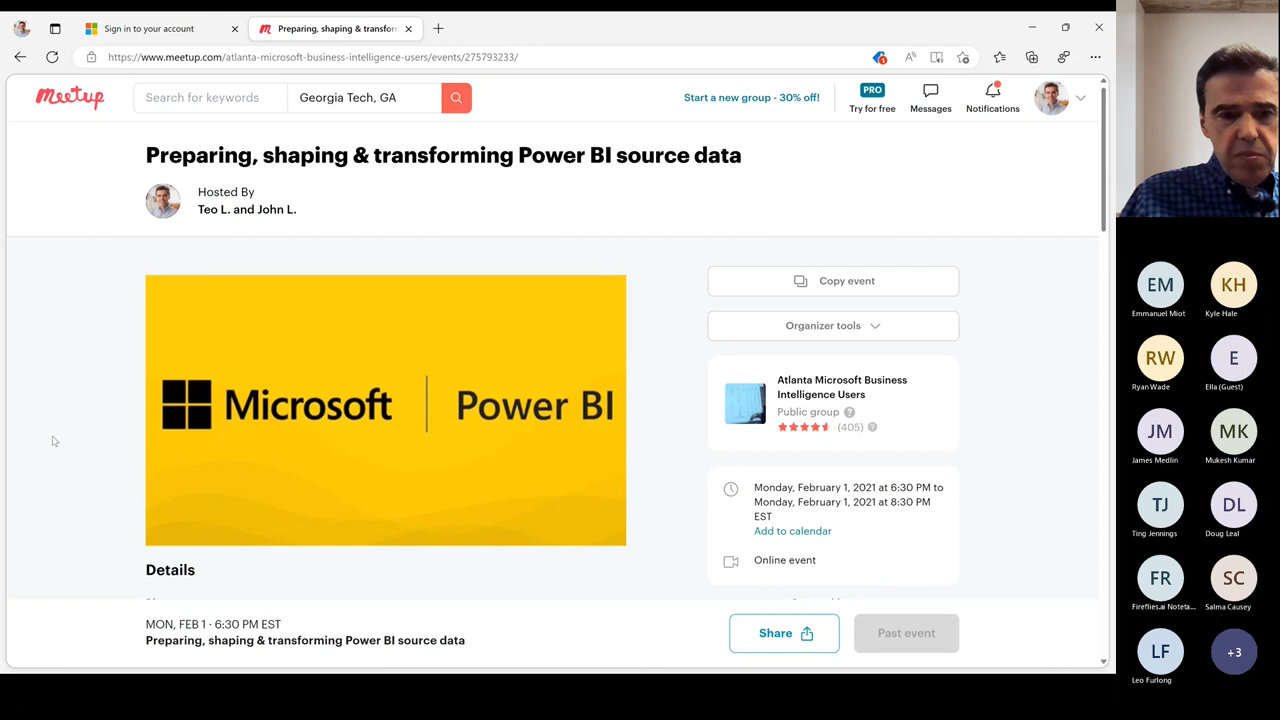 Sign in to your account
Preparing, shaping & transfor
https://www.meetup.com/atlanta-microsoft-business-intelligence-users/events/275793233/
meetup
Search for keywords
Georgia Tech, GA
Start a new group - 30% off!
PRO
Try for free
Messages
Notifications
Preparing, shaping & transforming Power BI source data
Hosted By
Teo L. and John L.
Microsoft | Power BI
Copy event
Organizer tools
Atlanta Microsoft Business
Intelligence Users
Public group
(405)
Monday, February 1, 2021 at 6:30 PM to
Monday, February 1, 2021 at 8:30 PM
EST
Add to calendar
Online event
Details
MON, FEB 1 · 6:30 PM EST
Preparing, shaping & transforming Power BI source data
Share
Past event
EM
Emmanuel Miot
KH
Kyle Hale
RW
Ryan Wade
E
Ella (Guest)
JM
James Medlin
MK
Mukesh Kumar
TJ
Ting Jennings
DL
Doug Leal
FR
Fireflies.ai Noteta...
SC
Salma Causey
LF
Leo Furlong
+3